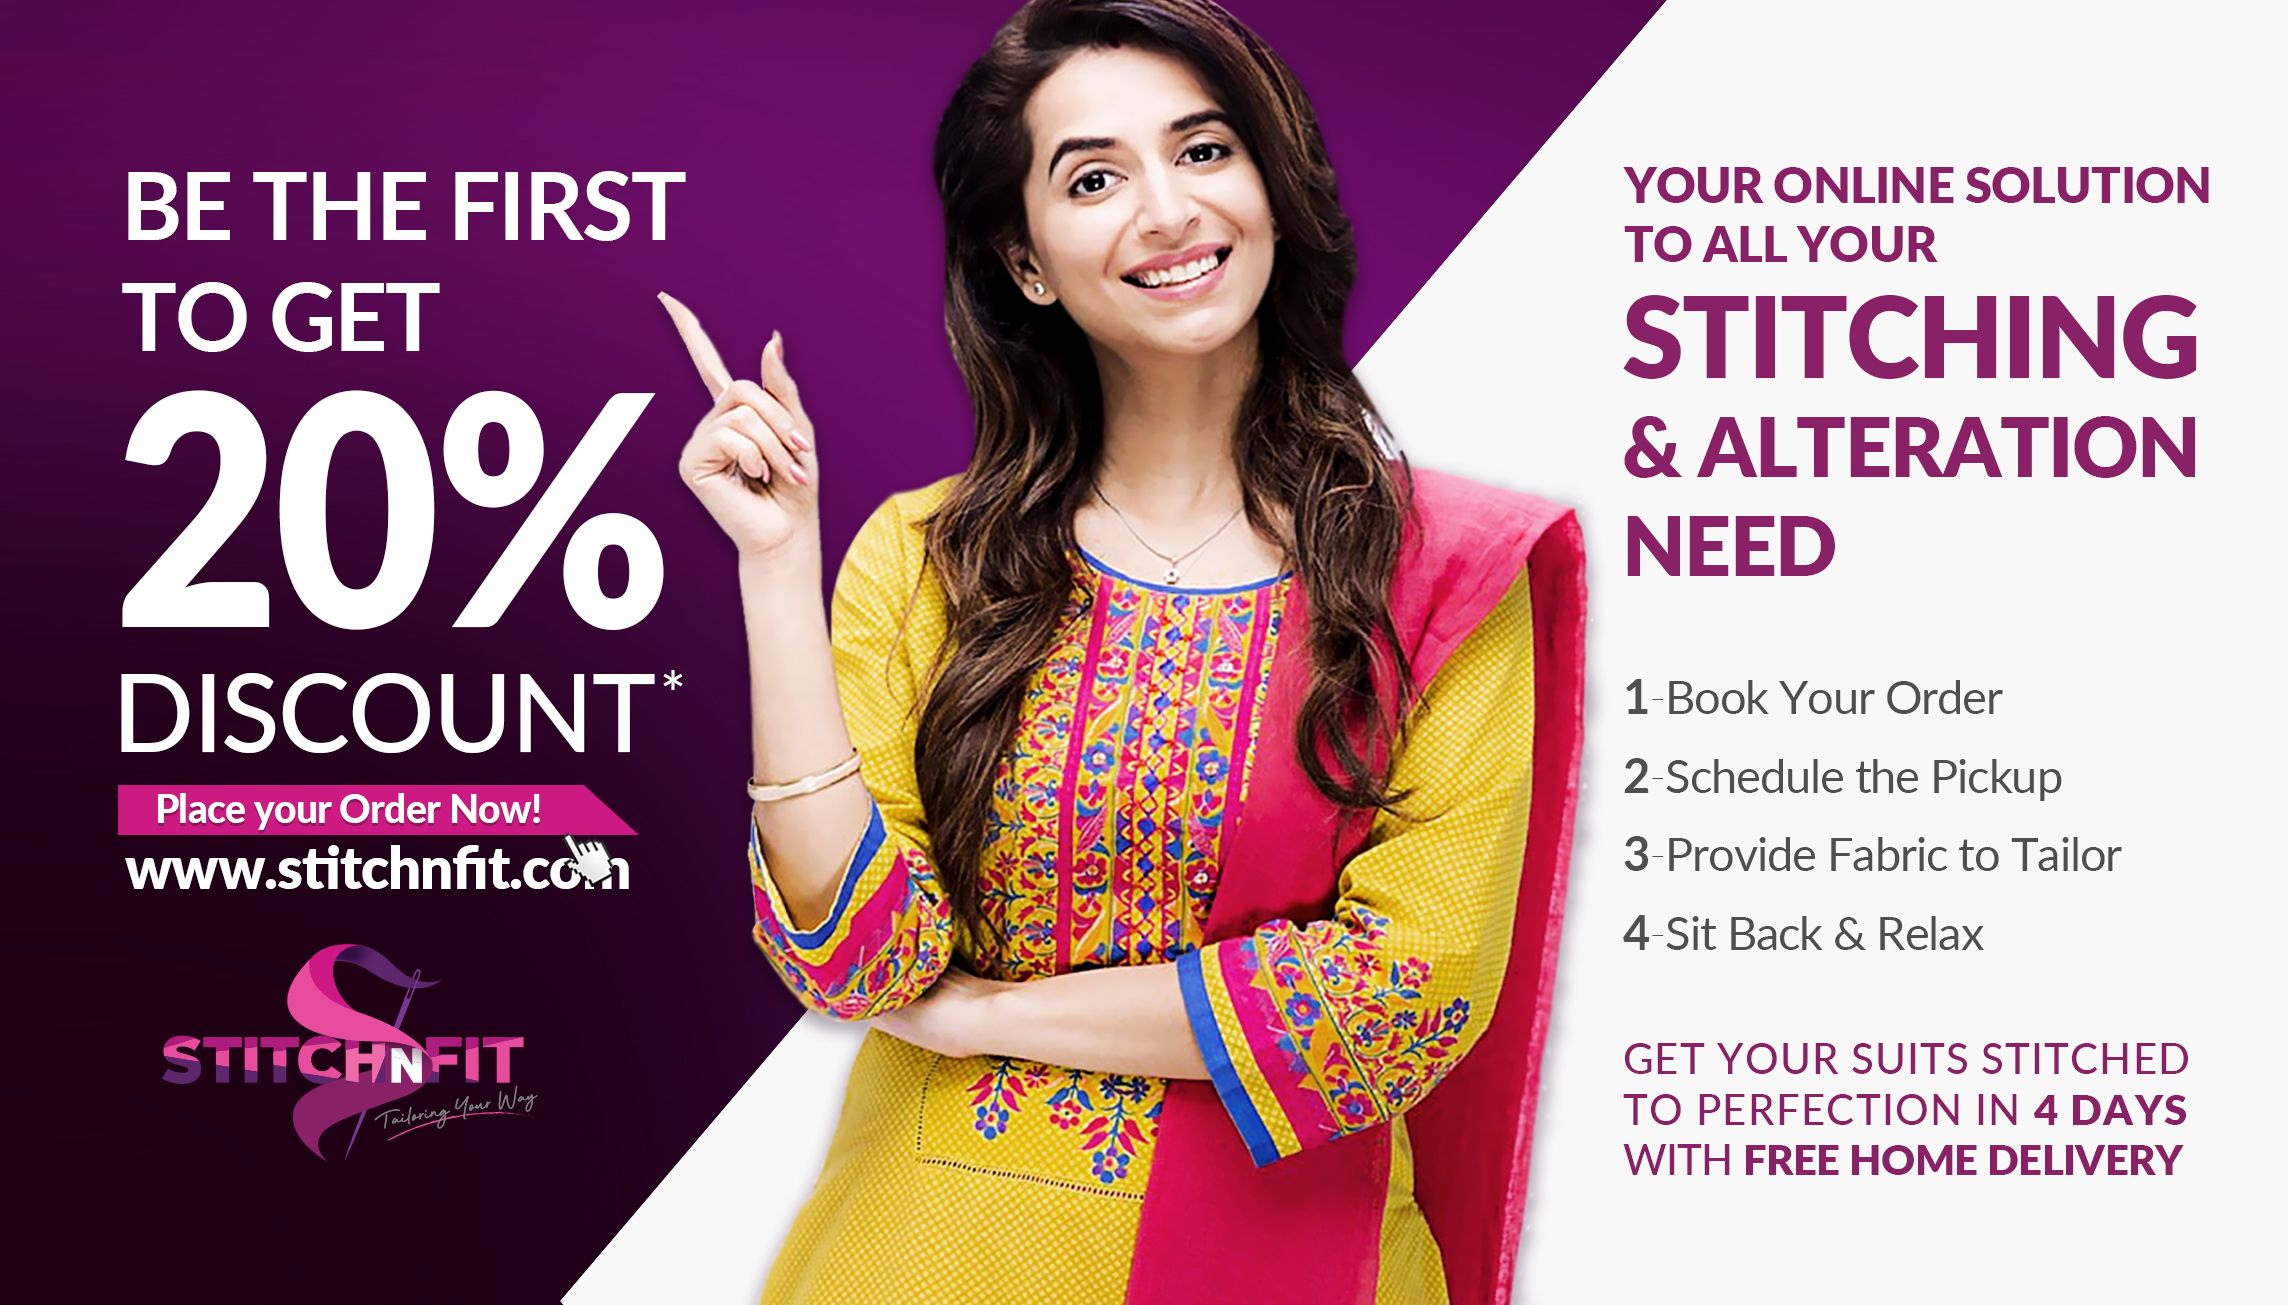 BE THE FIRST
TO GET
20%
DISCOUNT*
Place your Order Now!
www.stitchnfit.com
STITCHNFIT
Tailoring Your Way
YOUR ONLINE SOLUTION
TO ALL YOUR
STITCHING
& ALTERATION
NEED
1-Book Your Order
2-Schedule the Pickup
3-Provide Fabric to Tailor
4-Sit Back & Relax
GET YOUR SUITS STITCHED
TO PERFECTION IN 4 DAYS
WITH FREE HOME DELIVERY